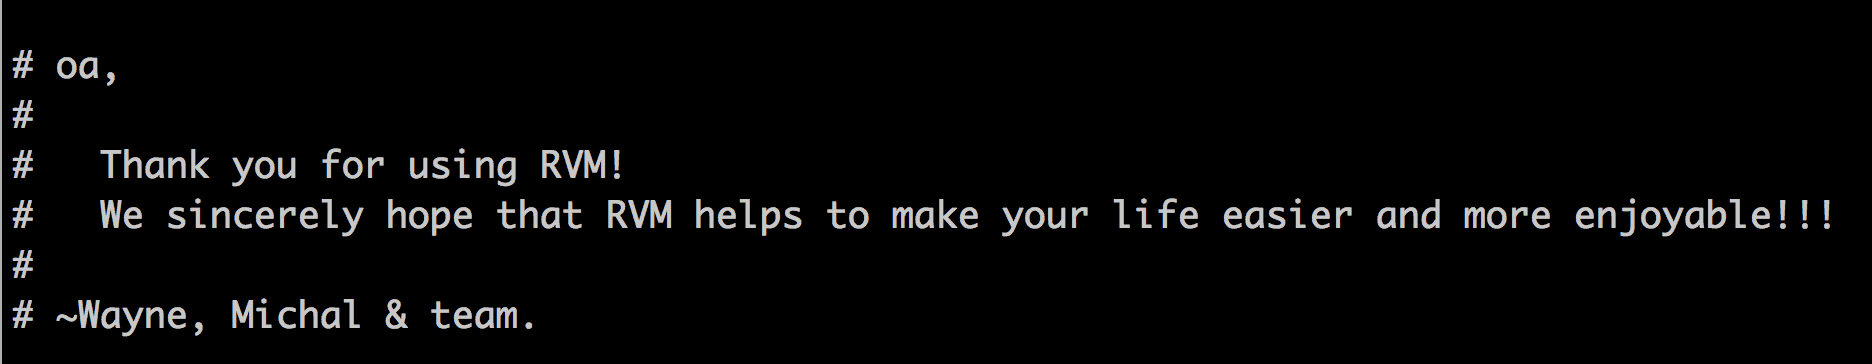 # oa,
#
#   Thank you for using RVM!
#   We sincerely hope that RVM helps to make your life easier and more enjoyable!!!
#
# ~Wayne, Michal & team.